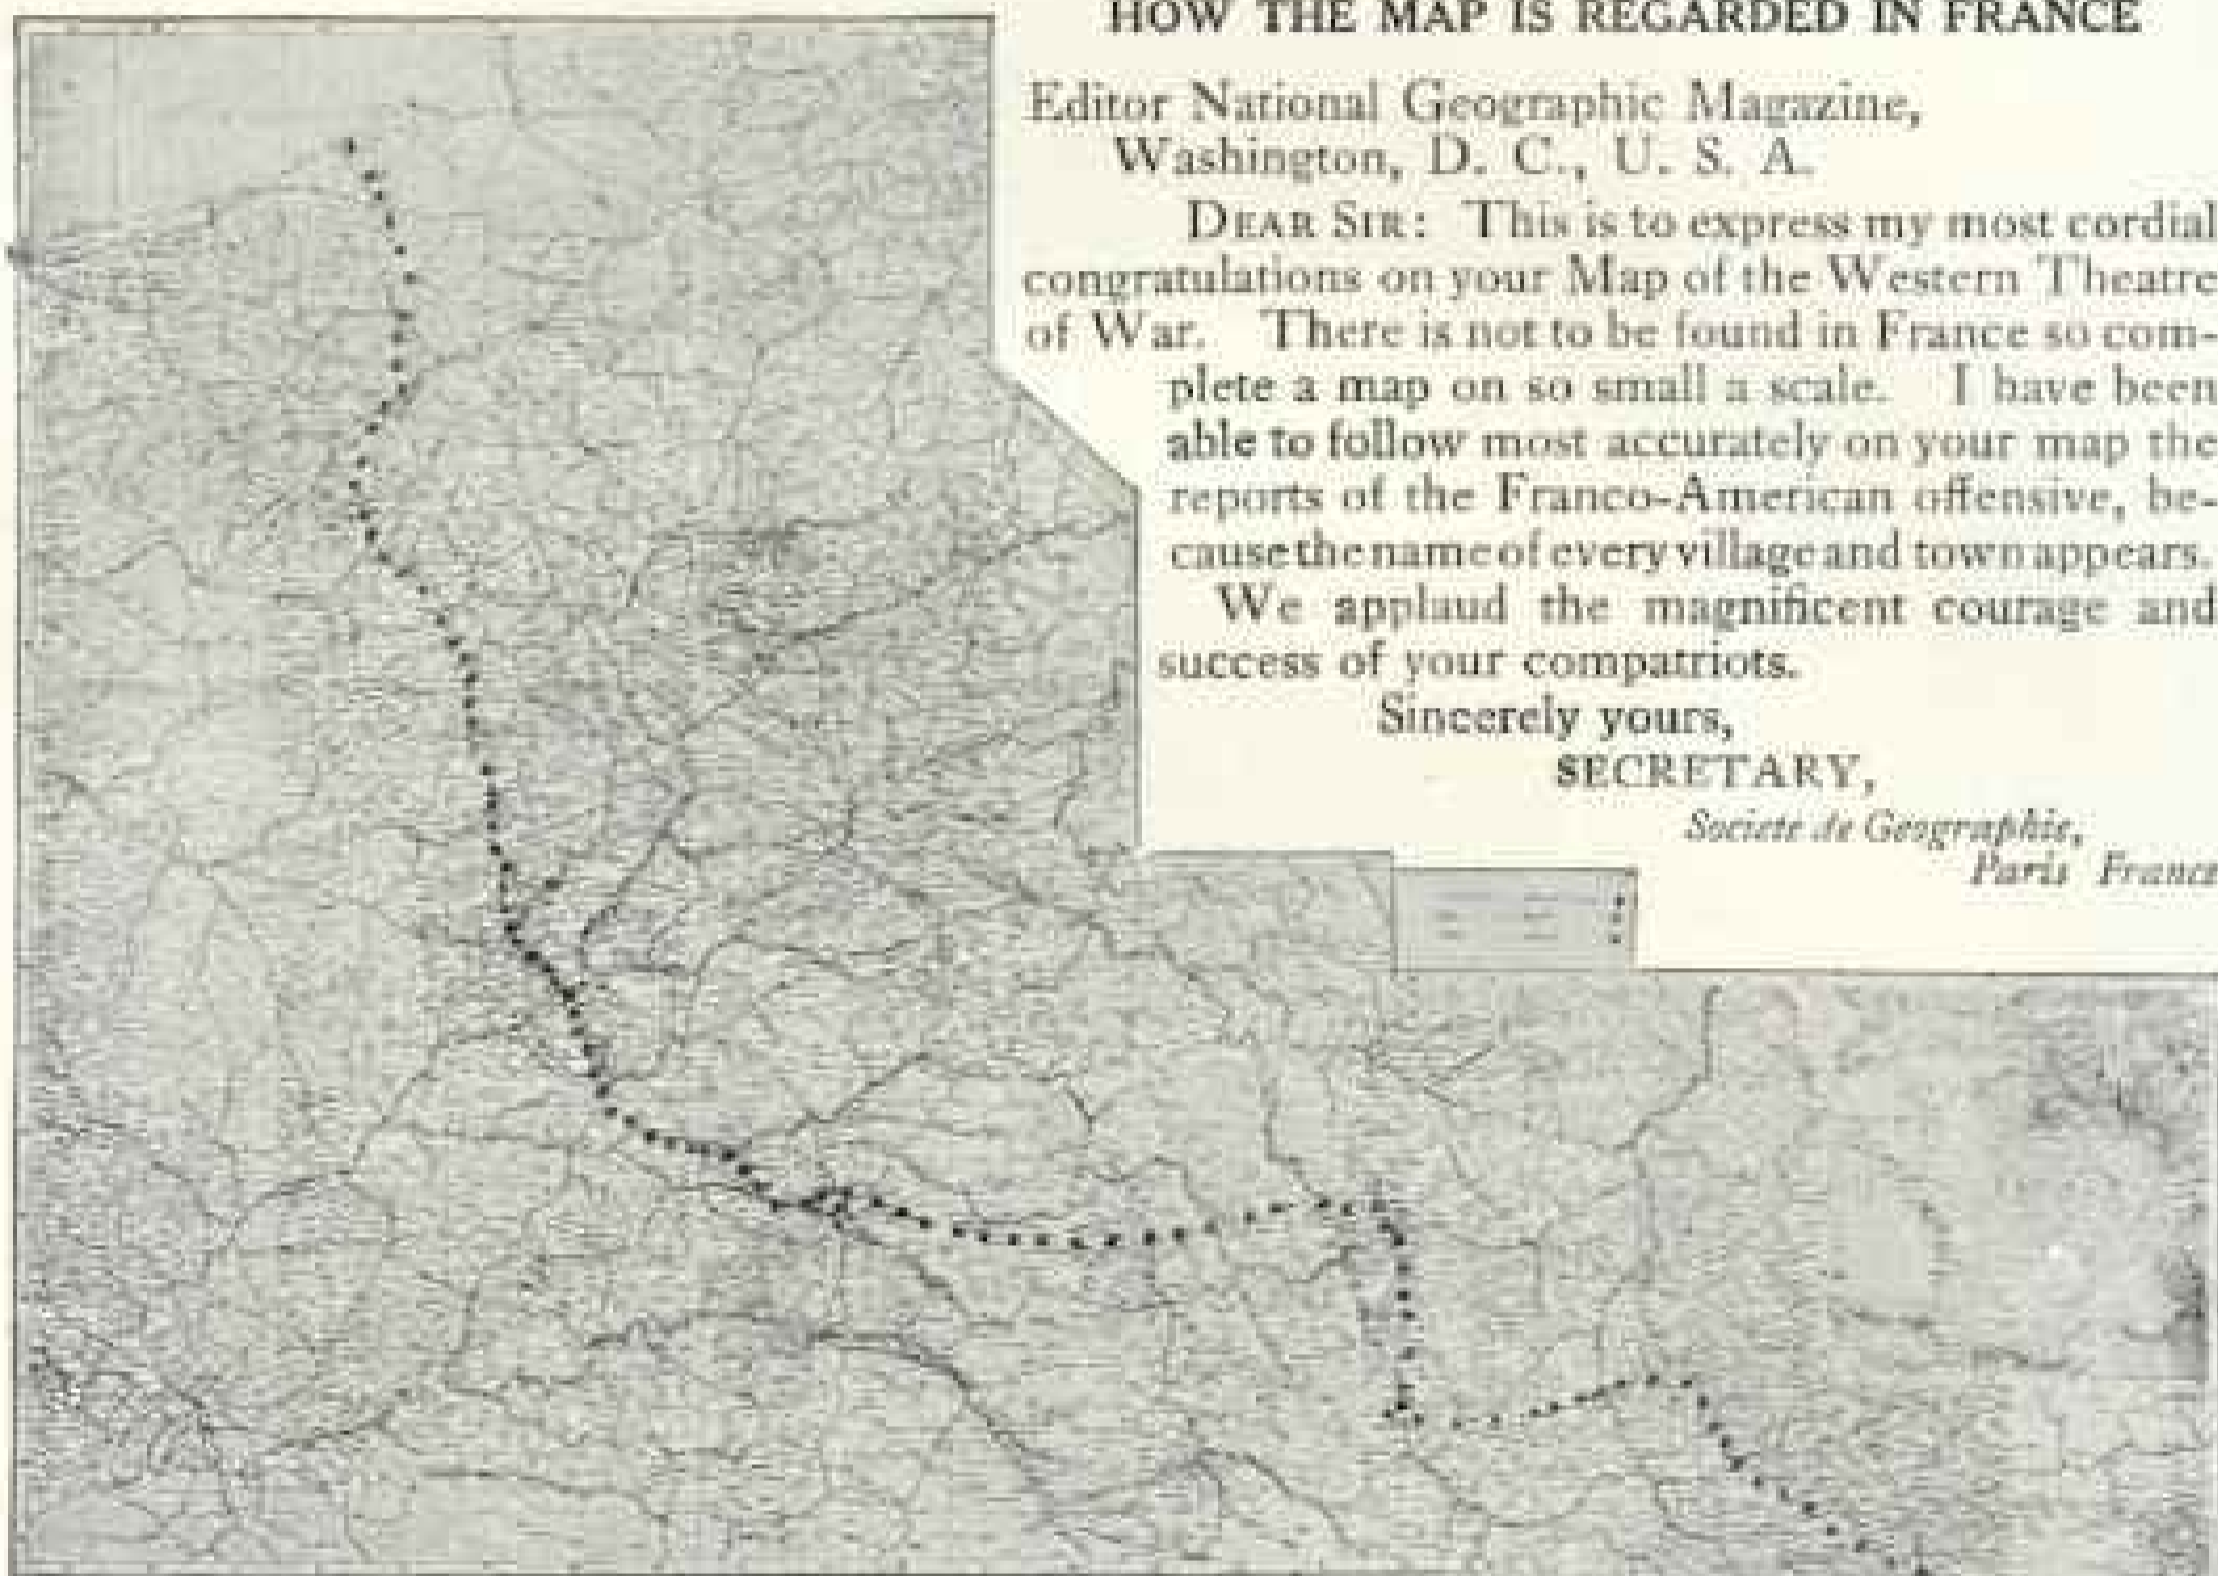 HOW THE MAP IS REGARDED IN FRANCE
Editor National Geographic Magazine,
Washington, D. C., U. S. A.
DEAR SIR: This is to express my most cordial
congratulations on your Map of the Western Theatre
of War. There is not to be found in France so com-
plete a map on so small a scale. I have been
able to follow most accurately on your map the
reports of the Franco-American offensive, be-
cause the name of every village and town appears.
We applaud the magnificent courage and
success of your compatriots.
Sincerely yours,
SECRETARY,
Societe de Geographie,
Paris France